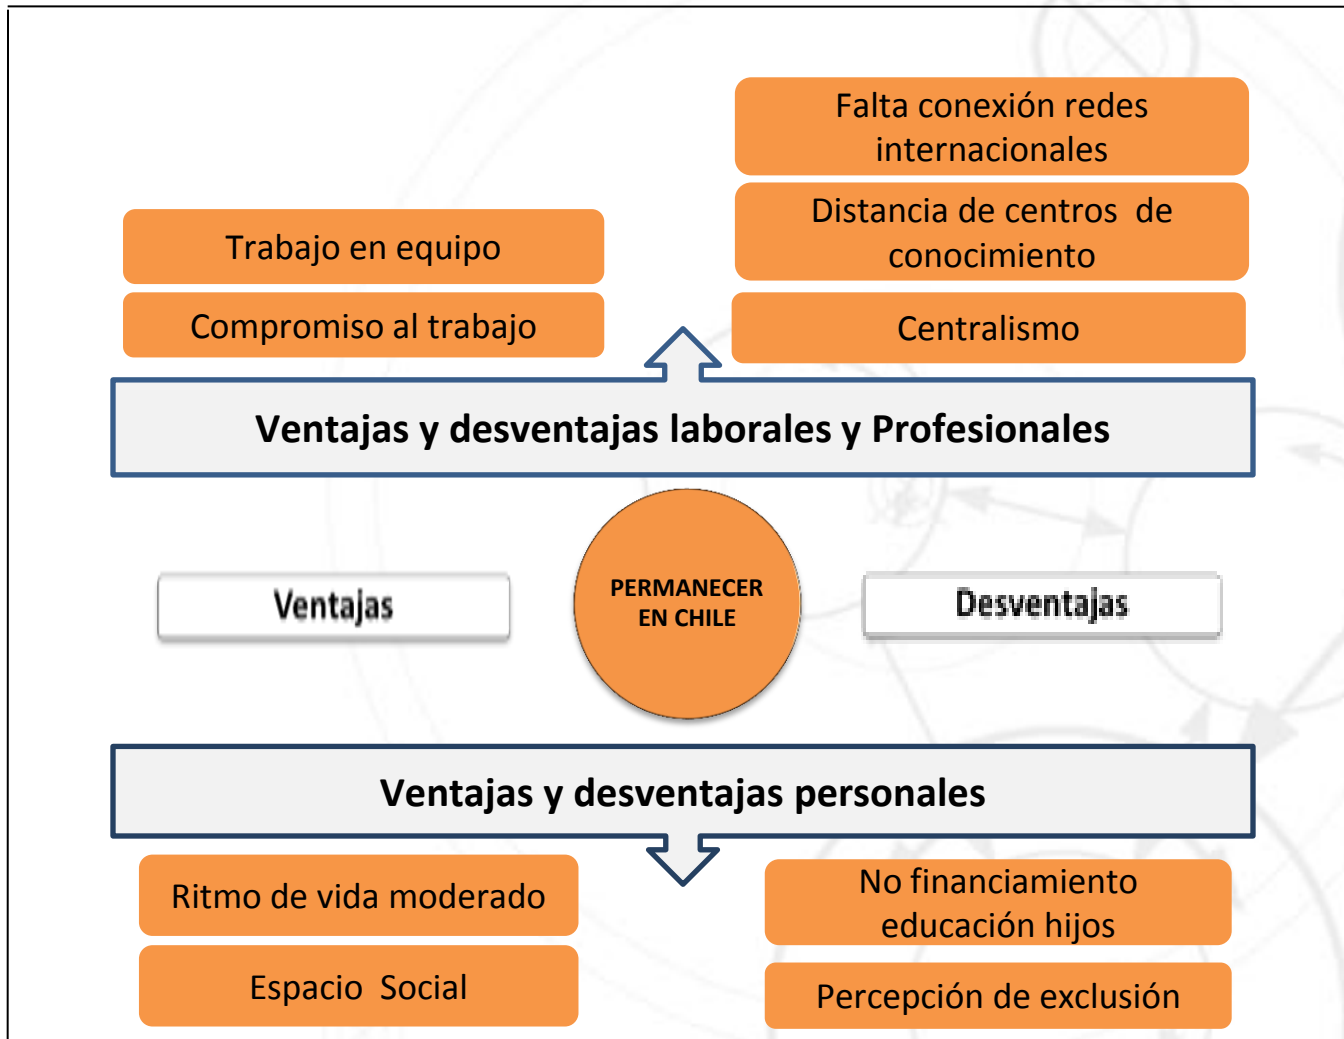 Falta conexión redes
internacionales
Distancia de centros de
conocimiento
Trabajo en equipo
Compromiso al trabajo
Centralismo
Ventajas y desventajas laborales y Profesionales
Ventajas
PERMANECER
EN CHILE
Desventajas
Ventajas y desventajas personales
Ritmo de vida moderado
No financiamiento
educación hijos
Espacio Social
Percepción de exclusión